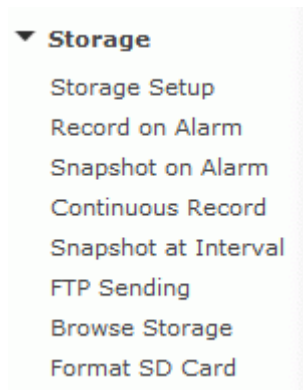 Storage
Storage Setup
Record on Alarm
Snapshot on Alarm
Continuous Record
Snapshot at Interval
FTP Sending
Browse Storage
Format SD Card